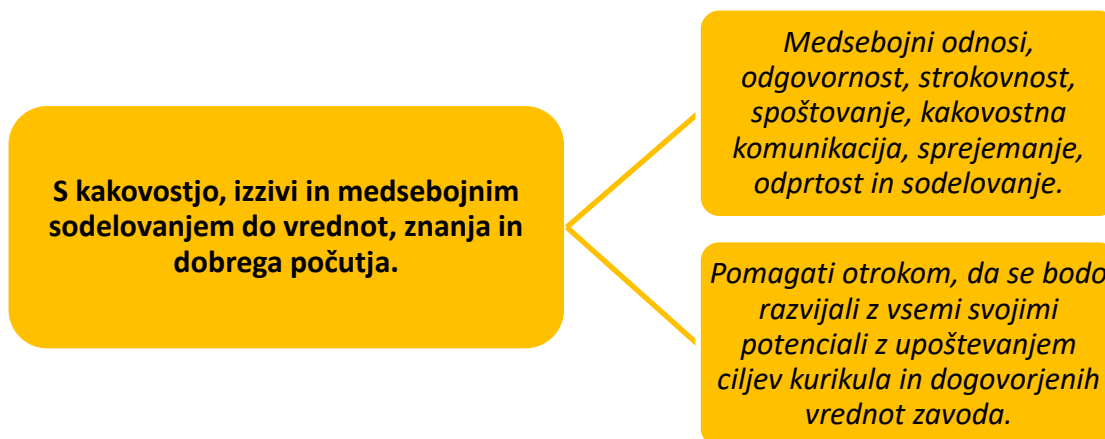 S kakovostjo, izzivi in medsebojnim
sodelovanjem do vrednot, znanja in
dobrega počutja.
Medsebojni odnosi,
odgovornost, strokovnost,
spoštovanje, kakovostna
komunikacija, sprejemanje,
odprtost in sodelovanje.
Pomagati otrokom, da se bodo
razvijali z vsemi svojimi
potenciali z upoštevanjem
ciljev kurikula in dogovorjenih
vrednot zavoda.